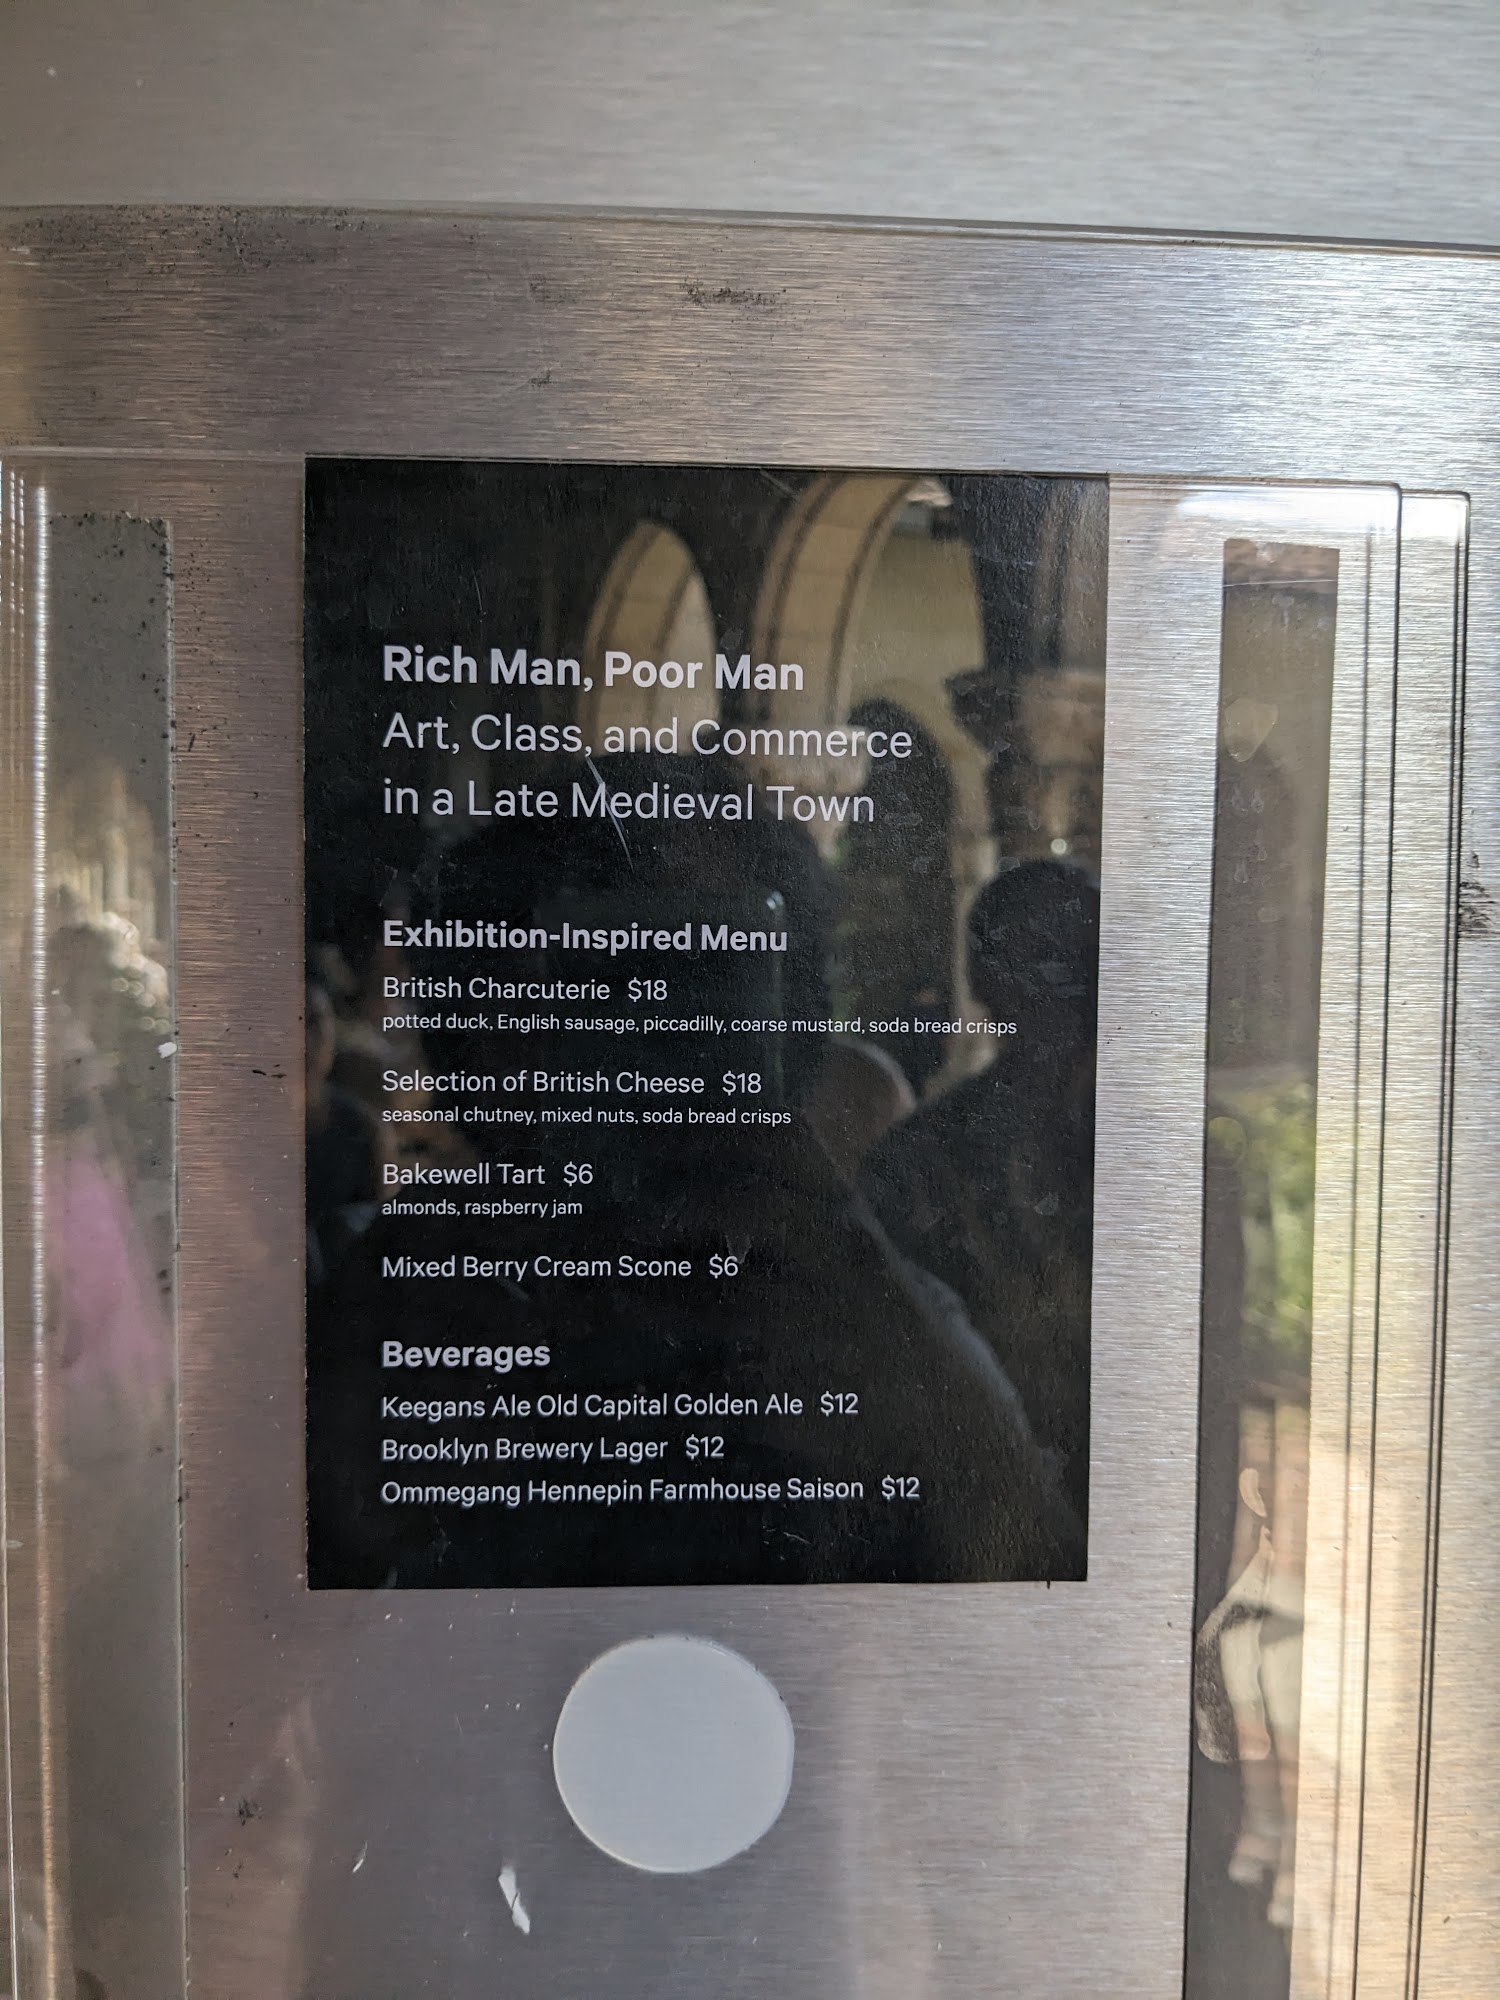 Rich Man, Poor Man
Art, Class, and Commerce
in a Late Medieval Town
Exhibition-Inspired Menu
British Charcuterie $18
potted duck, English sausage, piccadilly, coarse mustard, soda bread crisps
Selection of British Cheese $18
seasonal chutney, mixed nuts, soda bread crisps
Bakewell Tart $6
almonds, raspberry jam
Mixed Berry Cream Scone $6
Beverages
Keegans Ale Old Capital Golden Ale $12
Brooklyn Brewery Lager $12
Ommegang Hennepin Farmhouse Saison $12